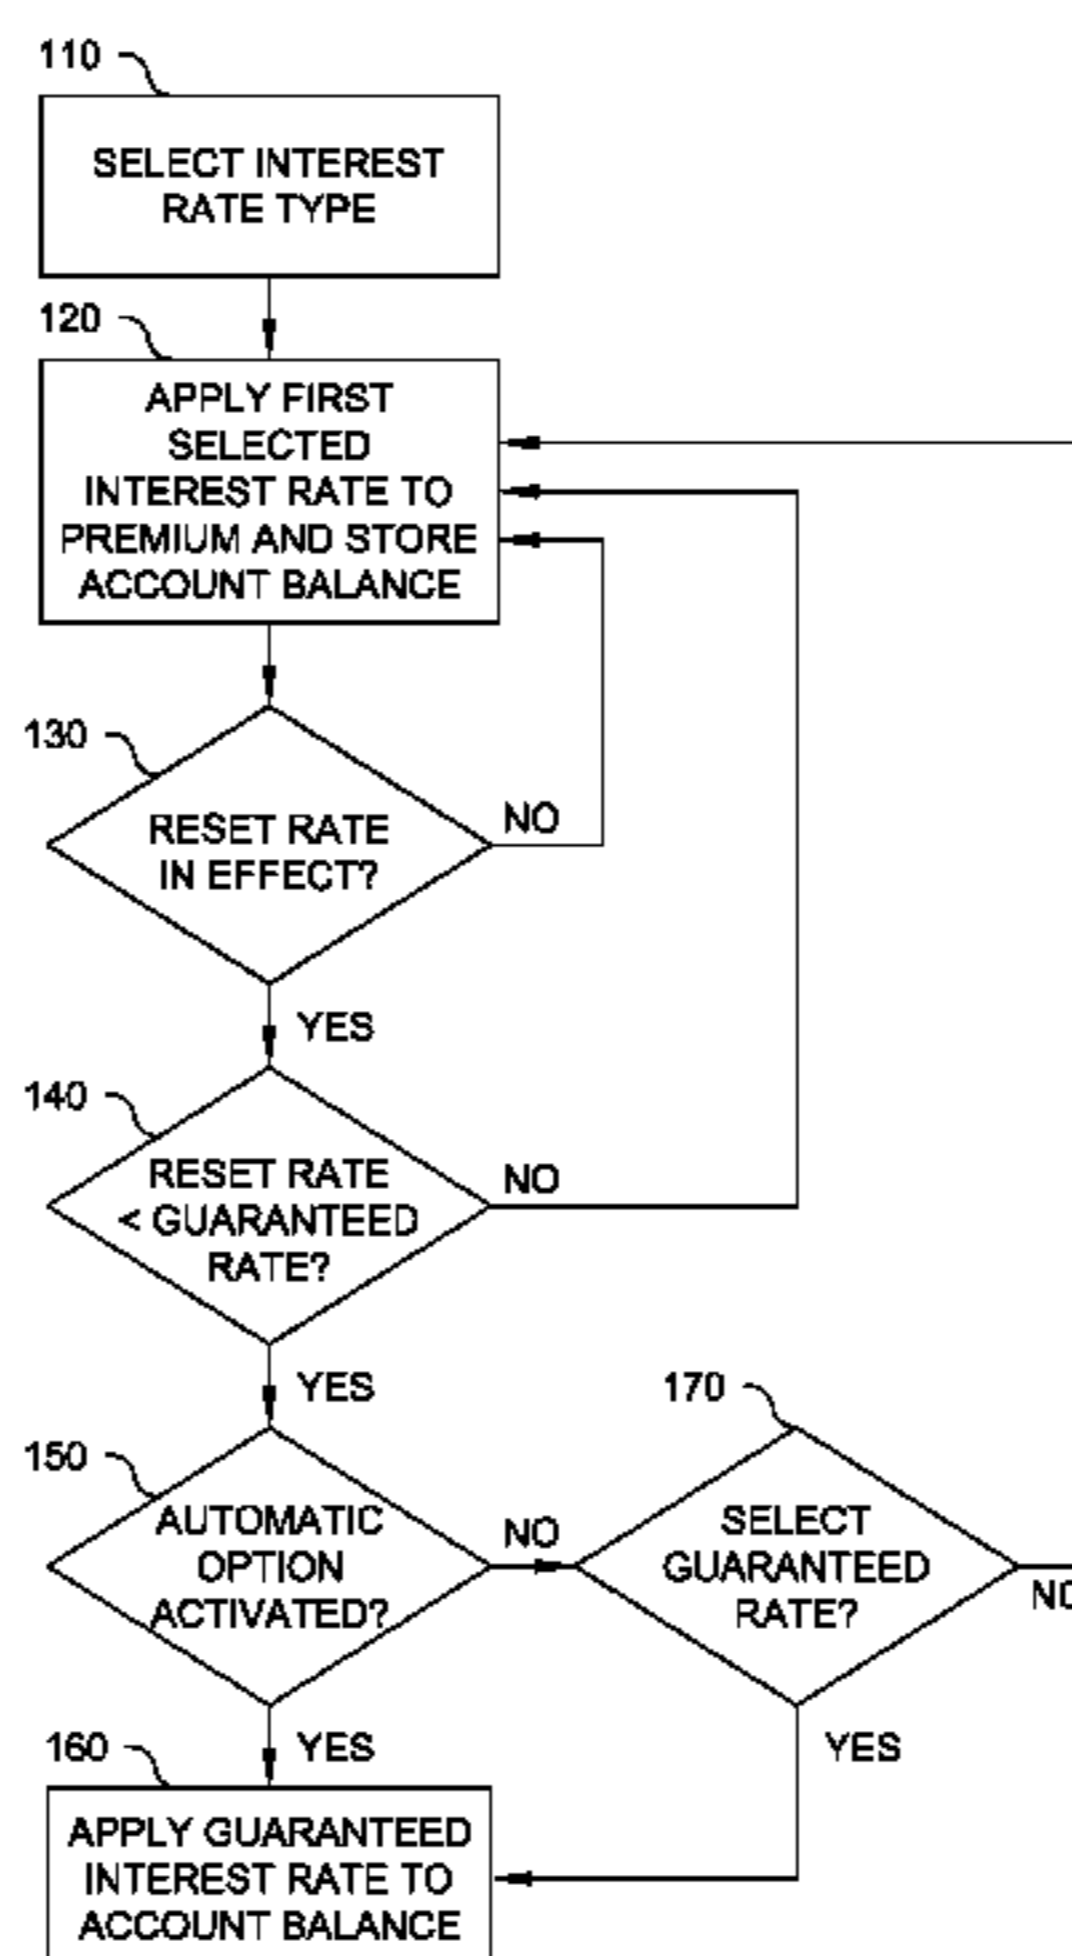 110
SELECT INTEREST
RATE TYPE
120
APPLY FIRST
SELECTED
INTEREST RATE TO
PREMIUM AND STORE
ACCOUNT BALANCE
130
RESET RATE
IN EFFECT?
NO
YES
140
RESET RATE
< GUARANTEED
RATE?
NO
YES
150
AUTOMATIC
OPTION
ACTIVATED?
NO
170
SELECT
GUARANTEED
RATE?
NO
YES
YES
160
APPLY GUARANTEED
INTEREST RATE TO
ACCOUNT BALANCE